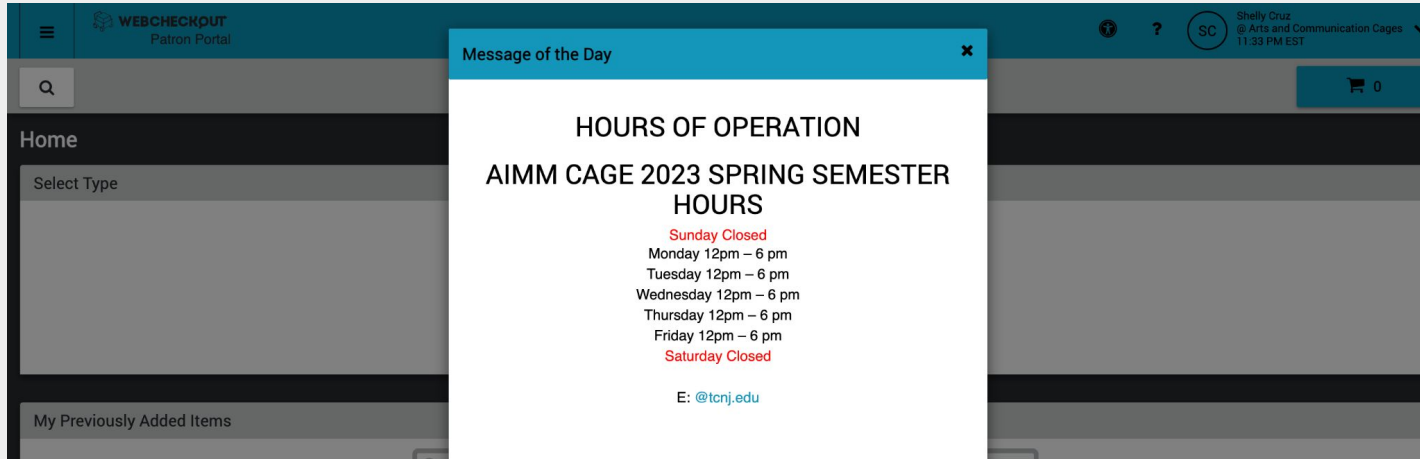 WEBCHECKOUT
Patron Portal
?
SC
Shelly Cruz
@ Arts and Communication Cages
11:33 PM EST
Message of the Day
0
Home
Select Type
HOURS OF OPERATION
AIMM CAGE 2023 SPRING SEMESTER
HOURS
Sunday Closed
Monday 12pm – 6 pm
Tuesday 12pm – 6 pm
Wednesday 12pm – 6 pm
Thursday 12pm – 6 pm
Friday 12pm – 6 pm
Saturday Closed
E: @tcnj.edu
My Previously Added Items